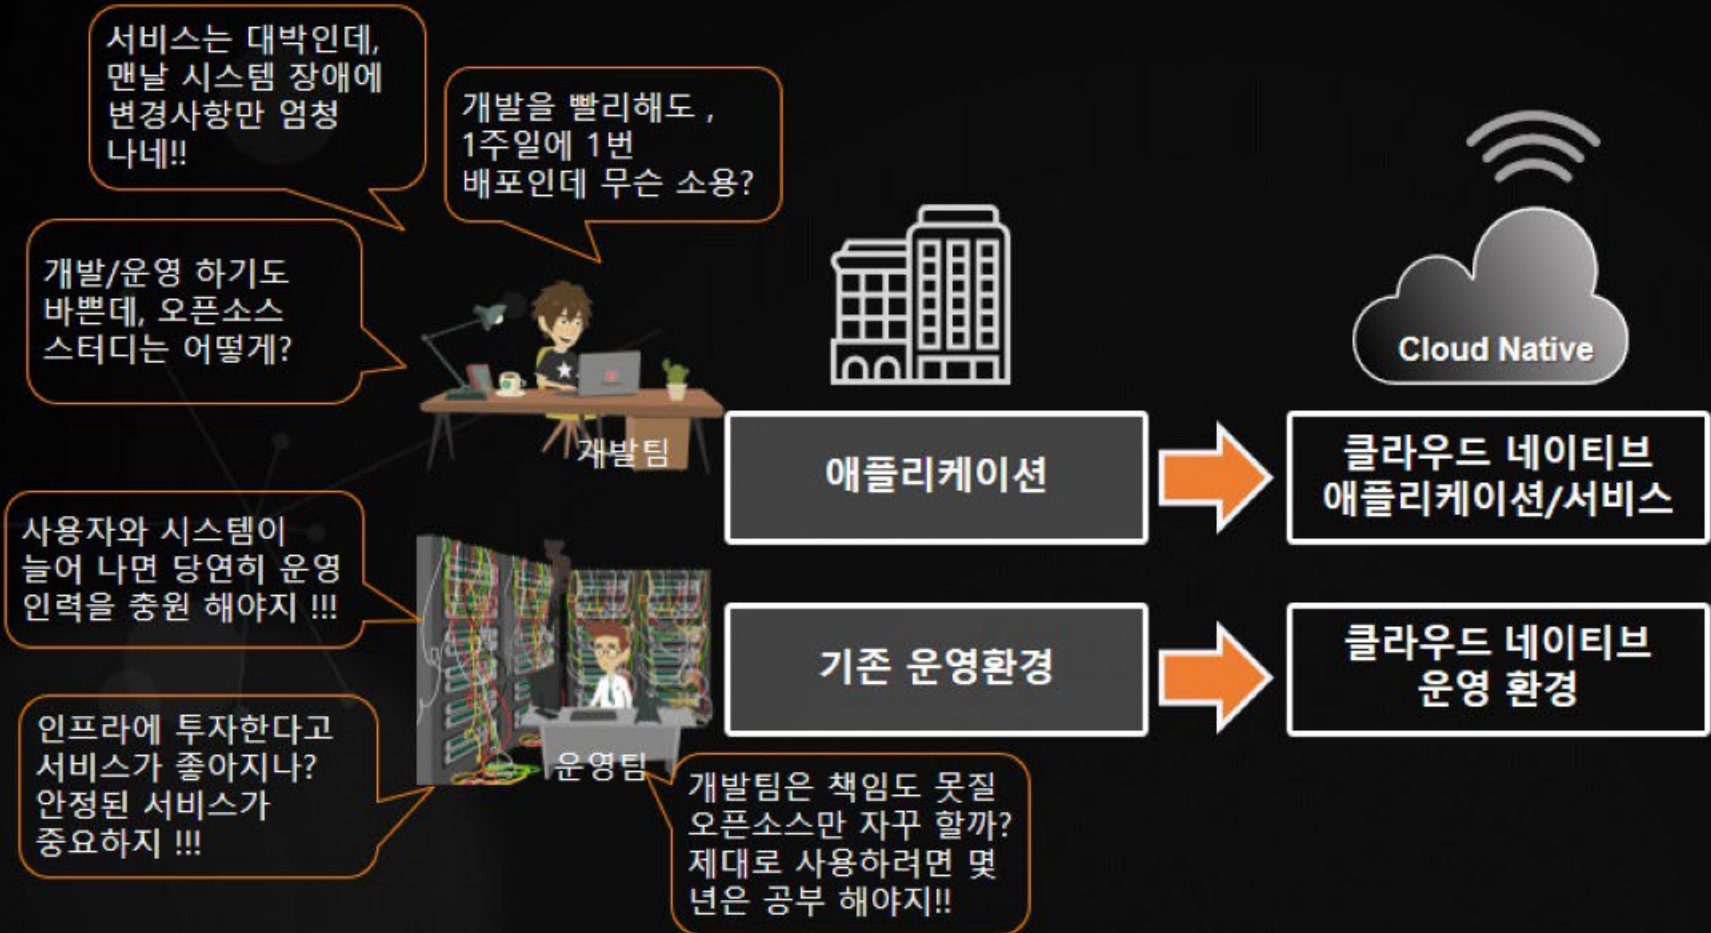 서비스는 대박인데,
맨날 시스템 장애에
변경사항만 엄청
나네!!
개발을 빨리해도 ,
1주일에 1번
배포인데 무슨 소용?
개발/운영 하기도
바쁜데, 오픈소스
스터디는 어떻게?
개발팀
Cloud Native
애플리케이션
클라우드 네이티브
애플리케이션/서비스
사용자와 시스템이
늘어 나면 당연히 운영
인력을 충원 해야지 !!!
기존 운영환경
클라우드 네이티브
운영 환경
인프라에 투자한다고
서비스가 좋아지나?
안정된 서비스가
중요하지 !!!
운영팀
개발팀은 책임도 못질
오픈소스만 자꾸 할까?
제대로 사용하려면 몇
년은 공부 해야지!!